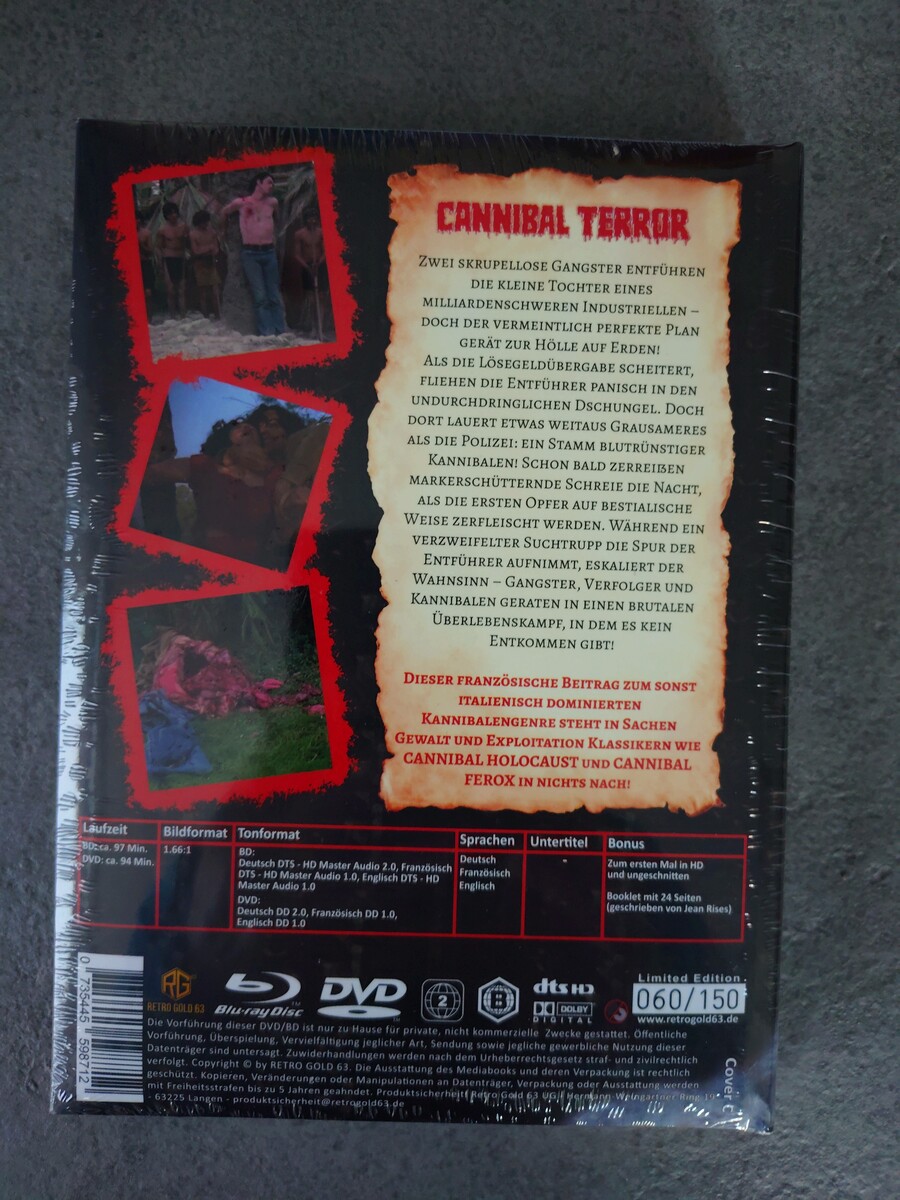 CANNIBAL TERROR
Zwei skrupellose Gangster entführen
die kleine Tochter eines
milliardenschweren Industriellen –
doch der vermeintlich perfekte Plan
gerät zur Hölle auf Erden!
Als die Lösegeldübergabe scheitert,
fliehen die Entführer panisch in den
undurchdringlichen Dschungel. Doch
dort lauert etwas weitaus Grausameres
als die Polizei: ein Stamm blutrünstiger
Kannibalen! Schon bald zerreißen
markerschütternde Schreie die Nacht,
als die ersten Opfer auf bestialische
Weise zerfleischt werden. Während ein
verzweifelter Suchtrupp die Spur der
Entführer aufnimmt, eskaliert der
Wahnsinn – Gangster, Verfolger und
Kannibalen geraten in einen brutalen
Überlebenskampf, in dem es kein
Entkommen gibt!
Dieser französische Beitrag zum sonst
italienisch dominierten
Kannibalengenre steht in Sachen
Gewalt und Exploitation Klassikern wie
CANNIBAL HOLOCAUST und CANNIBAL
FEROX in nichts nach!
Laufzeit
BD: ca. 97 Min.
DVD: ca. 94 Min.
Bildformat
1.66:1
Tonformat
BD:
Deutsch DTS - HD Master Audio 2.0, Französisch
DTS - HD Master Audio 1.0, Englisch DTS - HD
Master Audio 1.0
DVD:
Deutsch DD 2.0, Französisch DD 1.0,
Englisch DD 1.0
Sprachen
Deutsch
Französisch
Englisch
Untertitel
-
Bonus
Zum ersten Mal in HD
und ungeschnitten
Booklet mit 24 Seiten
(geschrieben von Jean Rises)
0 735445 598712
RG
RETRO GOLD 63
Blu-ray Disc™
DVD
2
B
dts HD
DOLBY
DIGITAL
Limited Edition
060/150
www.retrogold63.de
Die Vorführung dieser DVD/BD ist nur zu Hause für private, nicht kommerzielle Zwecke gestattet. Öffentliche
Vorführung, Überspielung, Vervielfältigung jeglicher Art, Sendung sowie jegliche gewerbliche Nutzung dieser
Datenträger sind untersagt. Zuwiderhandlungen werden nach dem Urheberrechtsgesetz straf- und zivilrechtlich
verfolgt. Copyright © by RETRO GOLD 63. Die Ausstattung des Mediabooks und deren Verpackung ist rechtlich
geschützt. Kopieren, Veränderungen oder Manipulationen an Datenträger, Verpackung oder Ausstattung werden
mit Freiheitsstrafen bis zu 5 Jahren geahndet. Produktsicherheit: Retro Gold 63 UG / Hermann-Weingärtner Ring 19
- 63225 Langen - produktsicherheit@retrogold63.de
Cover